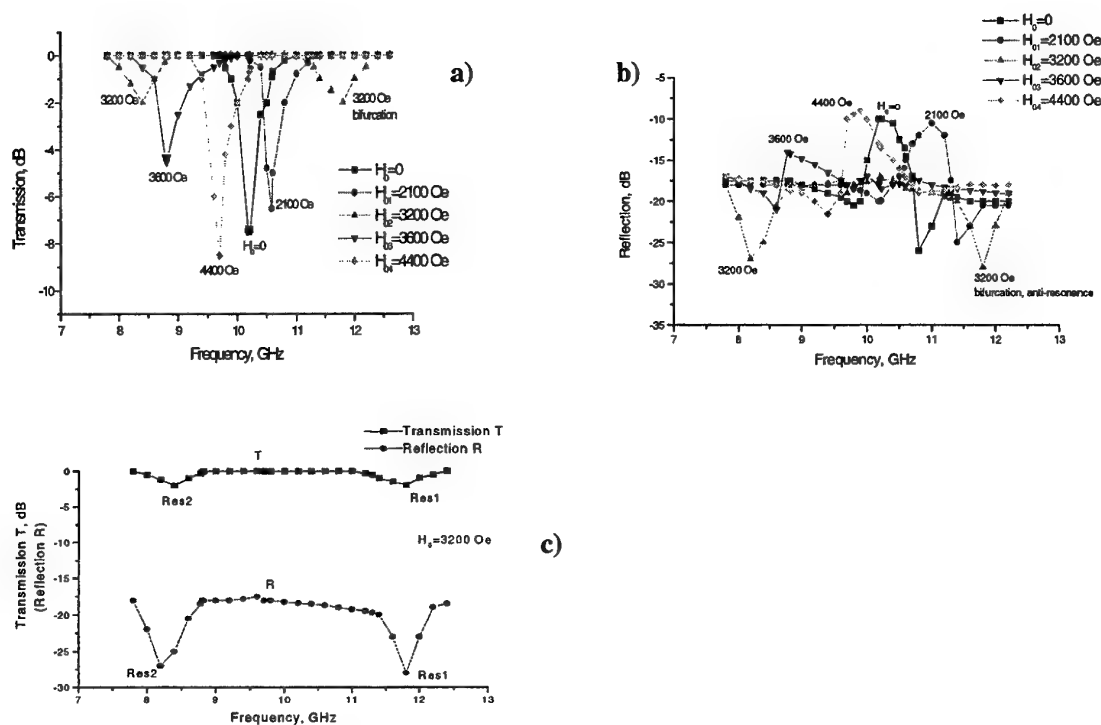 a)
Transmission, dB
0
-2
-4
-6
-8
-10
3200 Oe
3200 Oe
bifurcation
3600 Oe
2100 Oe
H₀=0
4400 Oe
H₀=0
H₀₁=2100 Oe
H₀₂=3200 Oe
H₀₃=3600 Oe
H₀₄=4400 Oe
7 8 9 10 11 12 13
Frequency, GHz
b)
H₀=0
H₀₁=2100 Oe
H₀₂=3200 Oe
H₀₃=3600 Oe
H₀₄=4400 Oe
Reflection, dB
-5
-10
-15
-20
-25
-30
-35
4400 Oe
H₀=0
2100 Oe
3600 Oe
3200 Oe
3200 Oe
bifurcation, anti-resonance
7 8 9 10 11 12 13
Frequency, GHz
Transmission T
Reflection R
Transmission T, dB
(Reflection R)
0
-5
-10
-15
-20
-25
-30
T
Res2
Res1
H₀=3200 Oe
c)
R
Res2
Res1
7 8 9 10 11 12 13
Frequency, GHz